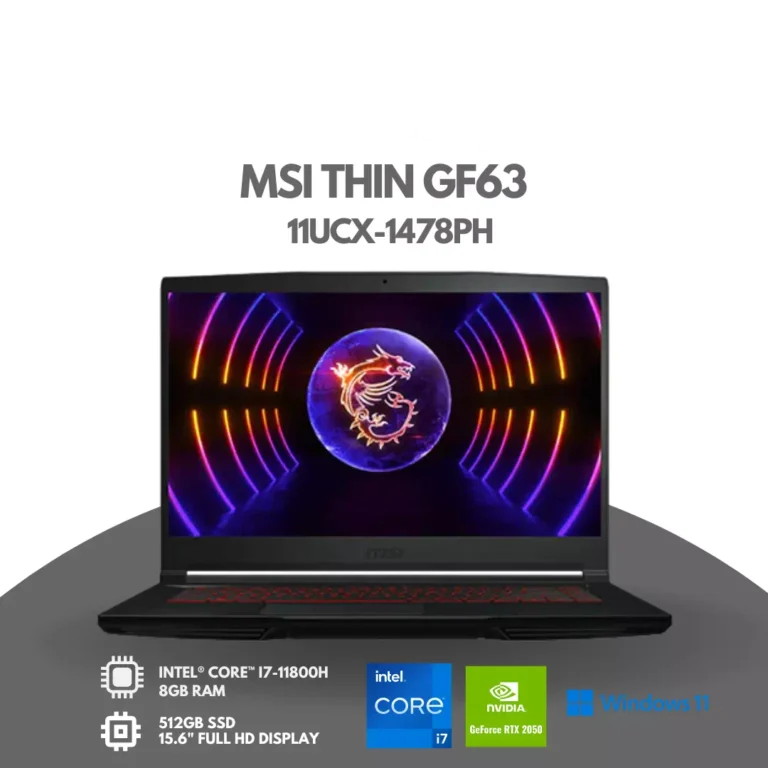 MSI THIN GF63
11UCX-1478PH
msi
INTEL® CORE™ I7-11800H
8GB RAM
512GB SSD
15.6" FULL HD DISPLAY
intel
CORE
i7
NVIDIA
GeForce RTX 2050
Windows 11